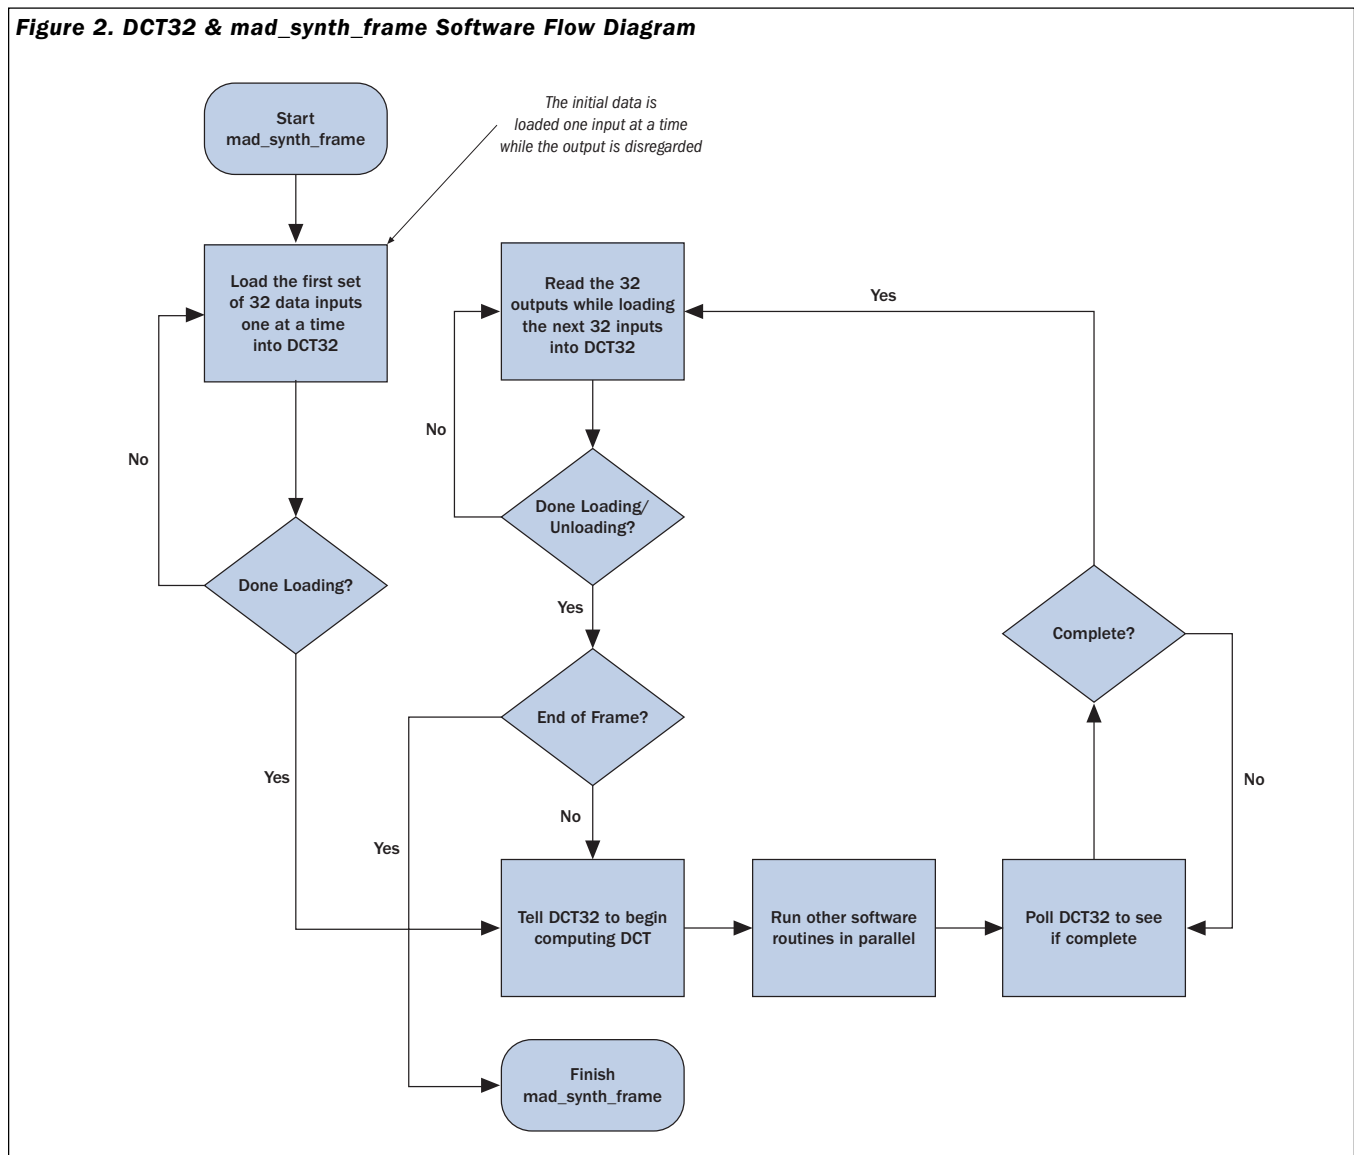 Figure 2. DCT32 & mad_synth_frame Software Flow Diagram
Start
mad_synth_frame
The initial data is
loaded one input at a time
while the output is disregarded
Load the first set
of 32 data inputs
one at a time
into DCT32
No
Done Loading?
Yes
Read the 32
outputs while loading
the next 32 inputs
into DCT32
Yes
No
Done Loading/
Unloading?
Yes
End of Frame?
No
Yes
Complete?
No
Tell DCT32 to begin
computing DCT
Run other software
routines in parallel
Poll DCT32 to see
if complete
Finish
mad_synth_frame